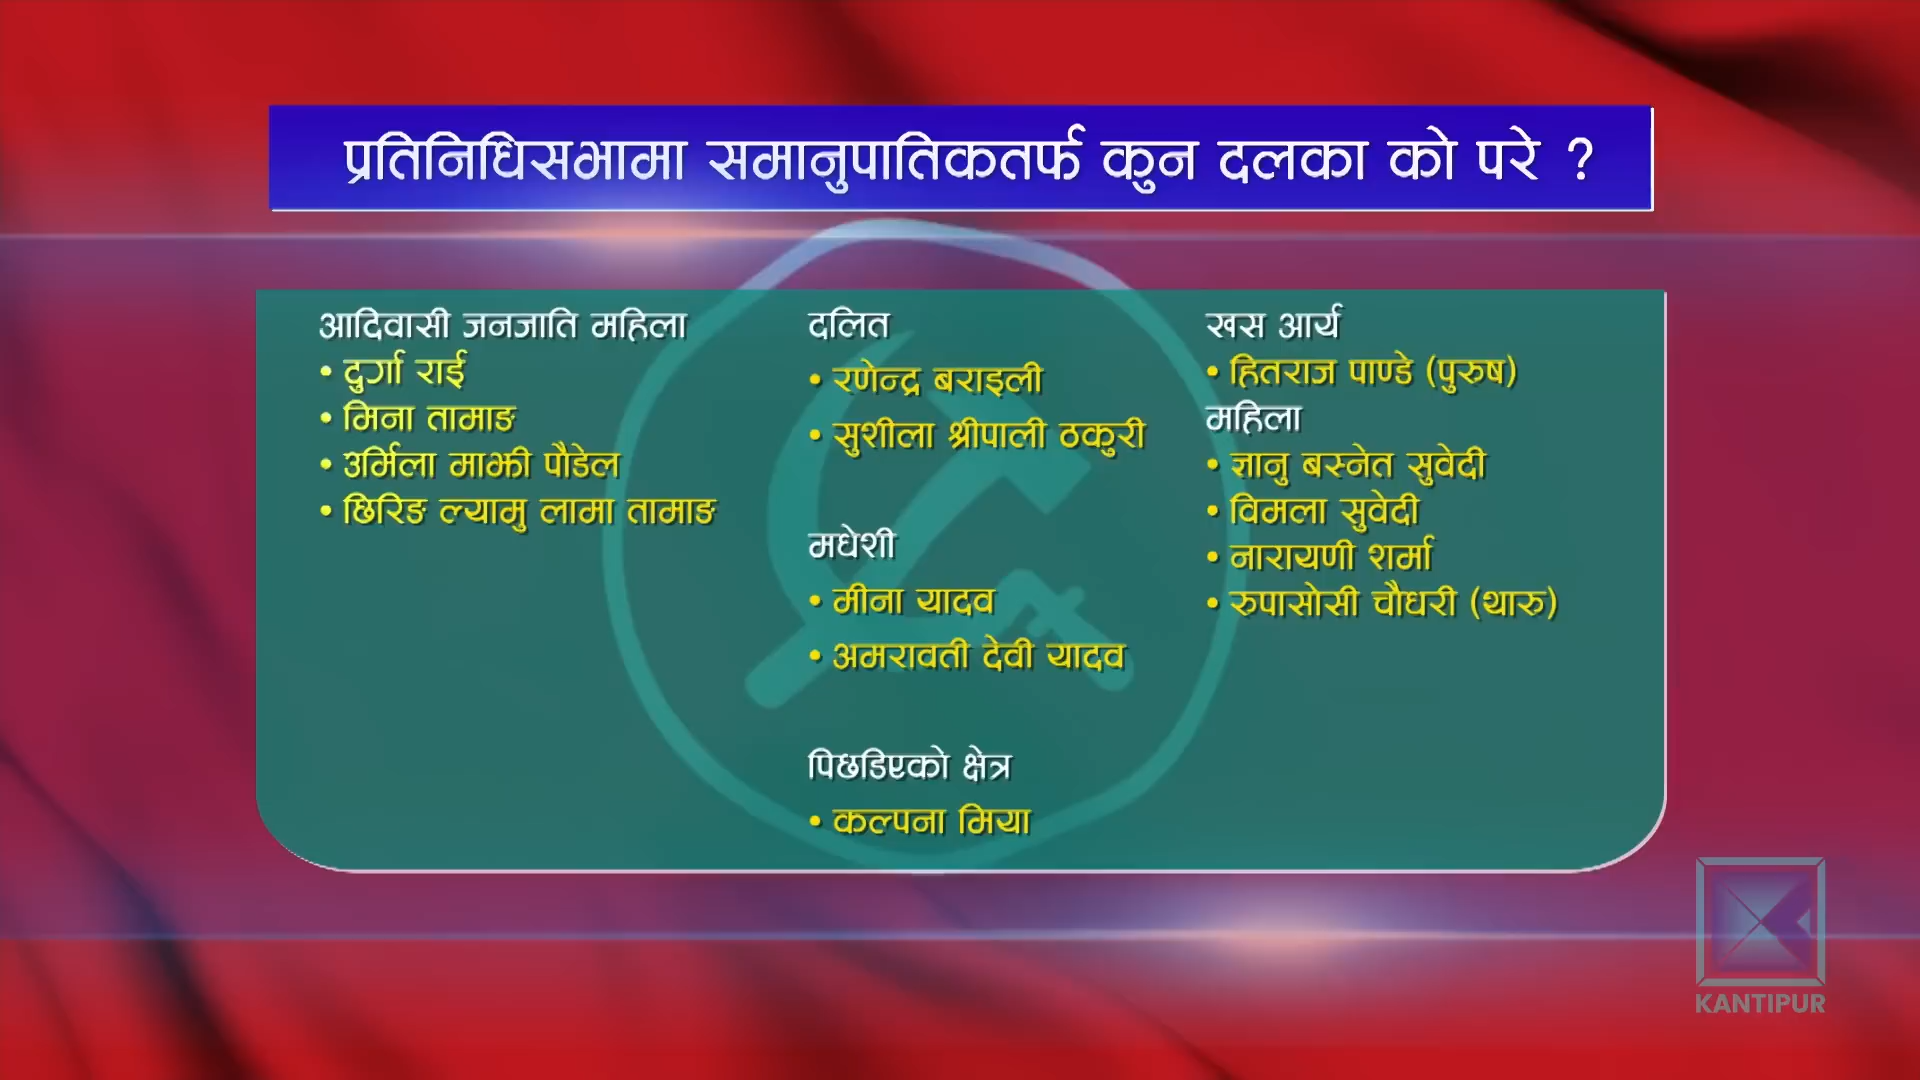 प्रतिनिधिसभामा समानुपातिकतर्फ कुन दलका को परे ?
आदिवासी जनजाति महिला
• दुर्गा राई
• मिना तामाङ
• उर्मिला माझी पौडेल
• छिरिङ ल्यामु लामा तामाङ
दलित
• रणेन्द्र बराइली
• सुशीला श्रीपाली ठकुरी
मधेशी
• मीना यादव
• अमरावती देवी यादव
पिछडिएको क्षेत्र
• कल्पना मिया
खस आर्य
• हितराज पाण्डे (पुरुष)
महिला
• ज्ञानु बस्नेत सुवेदी
• विमला सुवेदी
• नारायणी शर्मा
• रुपासोसी चौधरी (थारु)
KANTIPUR